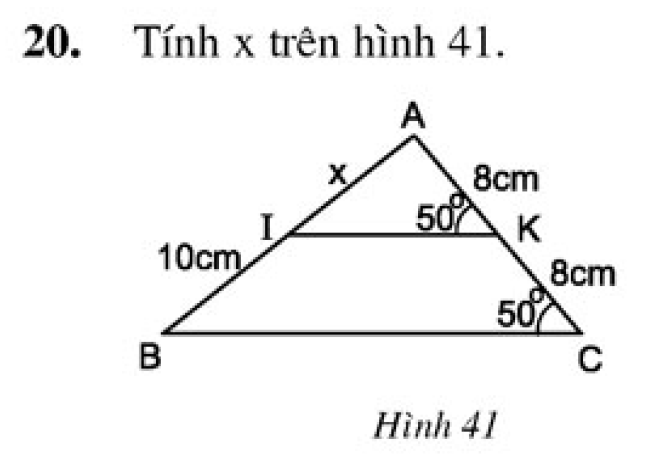 20. Tính x trên hình 41.
A
x
8cm
I
50°
K
10cm
8cm
50°
B
C
Hình 41